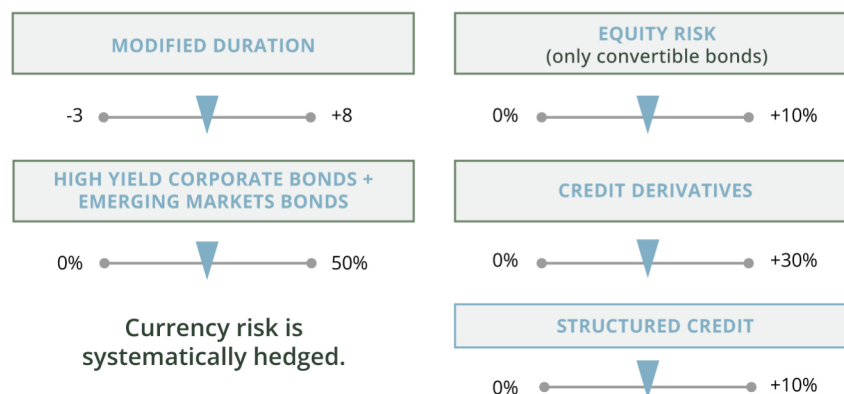 MODIFIED DURATION
-3
+8
HIGH YIELD CORPORATE BONDS +
EMERGING MARKETS BONDS
0%
50%
Currency risk is
systematically hedged.
EQUITY RISK
(only convertible bonds)
0%
+10%
CREDIT DERIVATIVES
0%
+30%
STRUCTURED CREDIT
0%
+10%